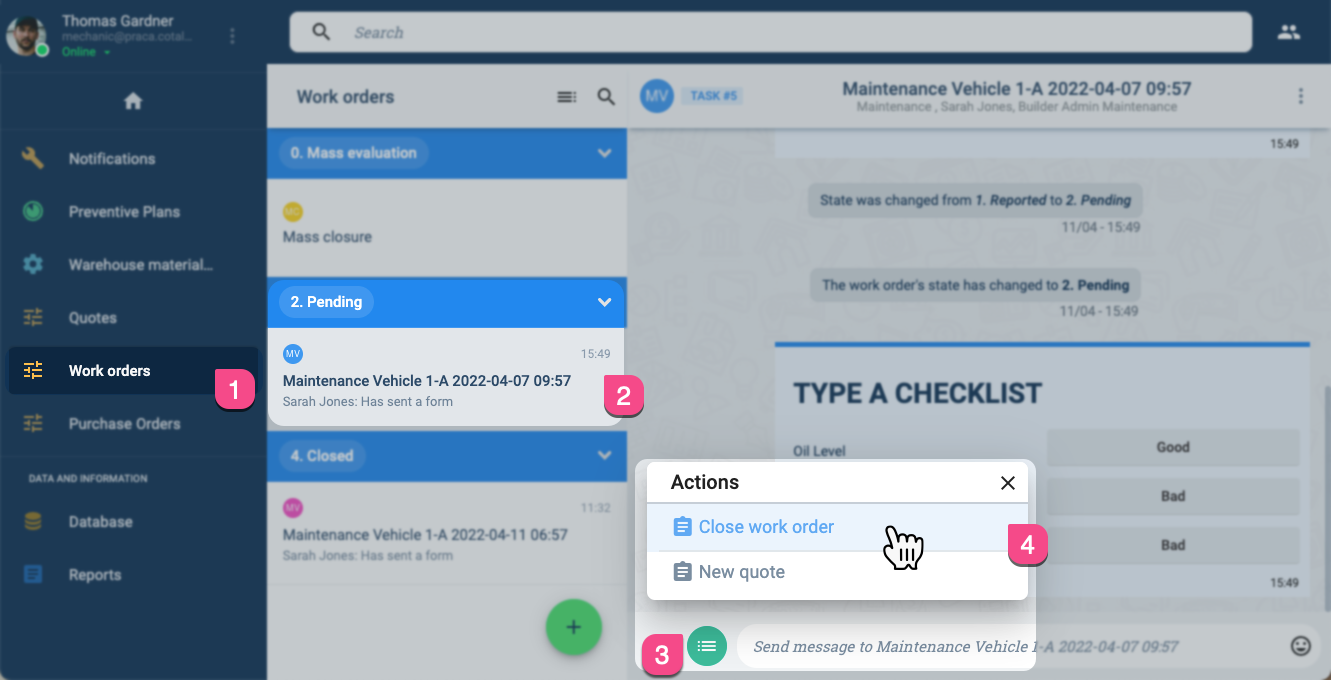 Thomas Gardner
mechanic@praca.cotal...
Online
Search
Notifications
Preventive Plans
Warehouse material...
Quotes
Work orders
1
Purchase Orders
DATA AND INFORMATION
Database
Reports
Work orders
0. Mass evaluation
MC
Mass closure
2. Pending
MV
15:49
Maintenance Vehicle 1-A 2022-04-07 09:57
Sarah Jones: Has sent a form
2
4. Closed
MV
11:32
Maintenance Vehicle 1-A 2022-04-11 06:57
Sarah Jones: Has sent a form
+
MV
TASK #5
Maintenance Vehicle 1-A 2022-04-07 09:57
Maintenance , Sarah Jones, Builder Admin Maintenance
15:49
State was changed from 1. Reported to 2. Pending
11/04 - 15:49
The work order's state has changed to 2. Pending
11/04 - 15:49
TYPE A CHECKLIST
Oil Level
Good
Bad
Bad
15:49
Actions
Close work order
4
New quote
3
Send message to Maintenance Vehicle 1-A 2022-04-07 09:57